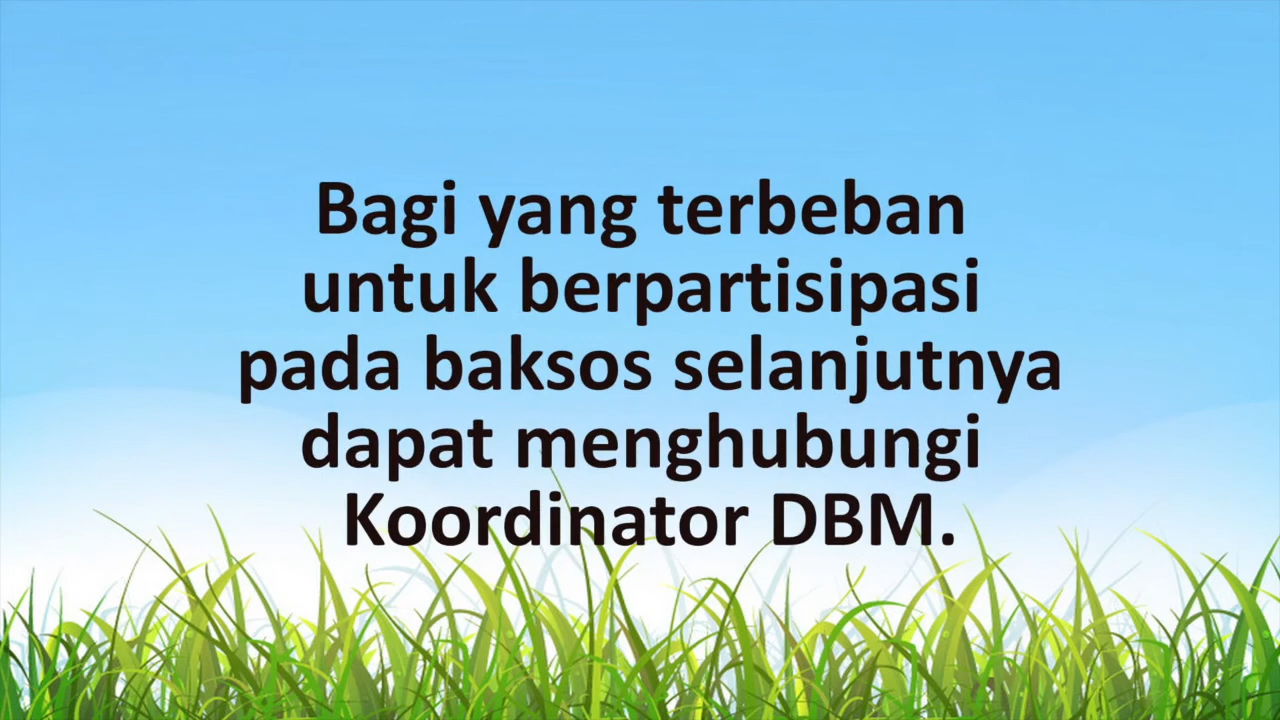 Bagi yang terbeban
untuk berpartisipasi
pada baksos selanjutnya
dapat menghubungi
Koordinator DBM.